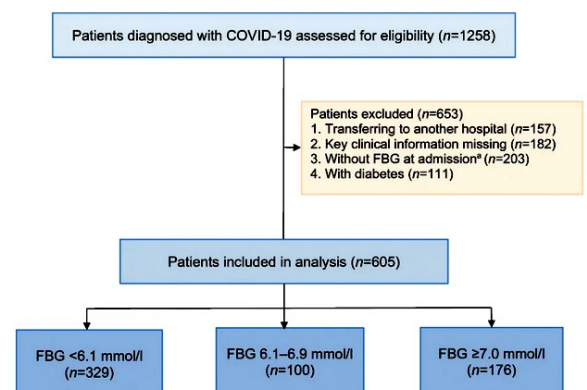 Patients diagnosed with COVID-19 assessed for eligibility (n=1258)
Patients excluded (n=653)
1. Transferring to another hospital (n=157)
2. Key clinical information missing (n=182)
3. Without FBG at admissionª (n=203)
4. With diabetes (n=111)
Patients included in analysis (n=605)
FBG <6.1 mmol/l
(n=329)
FBG 6.1–6.9 mmol/l
(n=100)
FBG ≥7.0 mmol/l
(n=176)